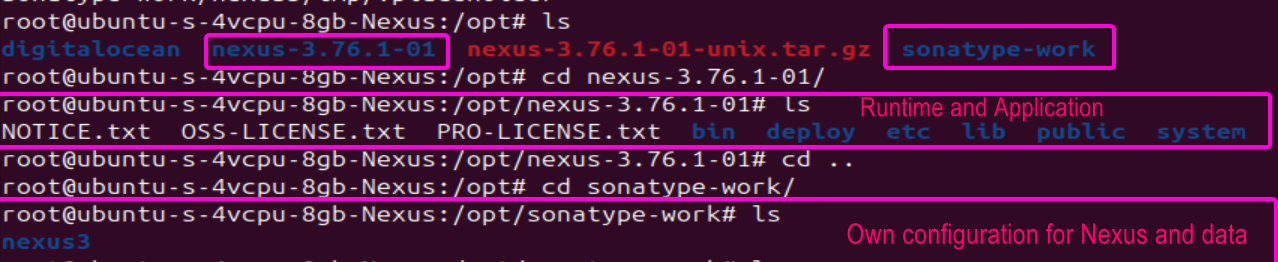 root@ubuntu-s-4vcpu-8gb-Nexus:/opt# ls
digitalocean nexus-3.76.1-01 nexus-3.76.1-01-unix.tar.gz sonatype-work
root@ubuntu-s-4vcpu-8gb-Nexus:/opt# cd nexus-3.76.1-01/
root@ubuntu-s-4vcpu-8gb-Nexus:/opt/nexus-3.76.1-01# ls Runtime and Application
NOTICE.txt OSS-LICENSE.txt PRO-LICENSE.txt bin deploy etc lib public system
root@ubuntu-s-4vcpu-8gb-Nexus:/opt/nexus-3.76.1-01# cd ..
root@ubuntu-s-4vcpu-8gb-Nexus:/opt# cd sonatype-work/
root@ubuntu-s-4vcpu-8gb-Nexus:/opt/sonatype-work# ls
nexus3 Own configuration for Nexus and data